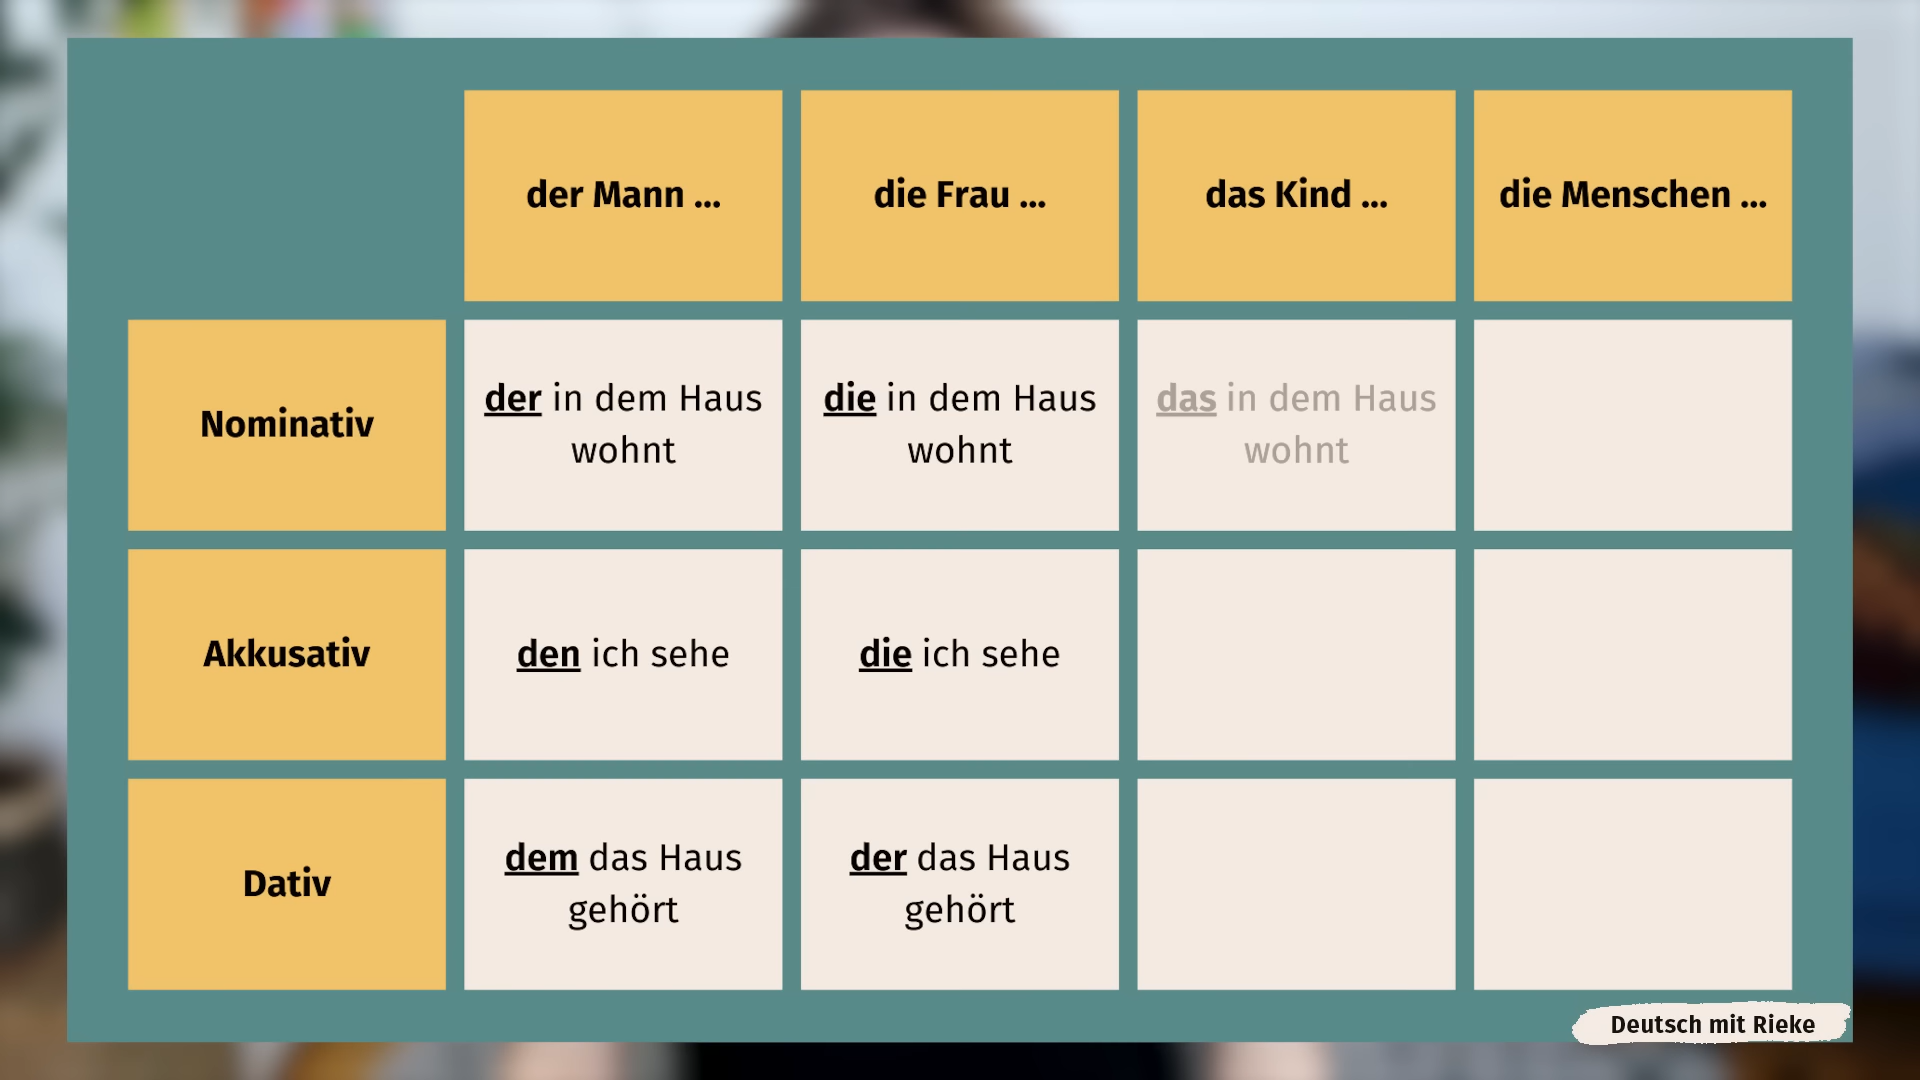 der Mann ...
die Frau ...
das Kind ...
die Menschen ...
Nominativ
der in dem Haus
wohnt
die in dem Haus
wohnt
das in dem Haus
wohnt
Akkusativ
den ich sehe
die ich sehe
Dativ
dem das Haus
gehört
der das Haus
gehört
Deutsch mit Rieke